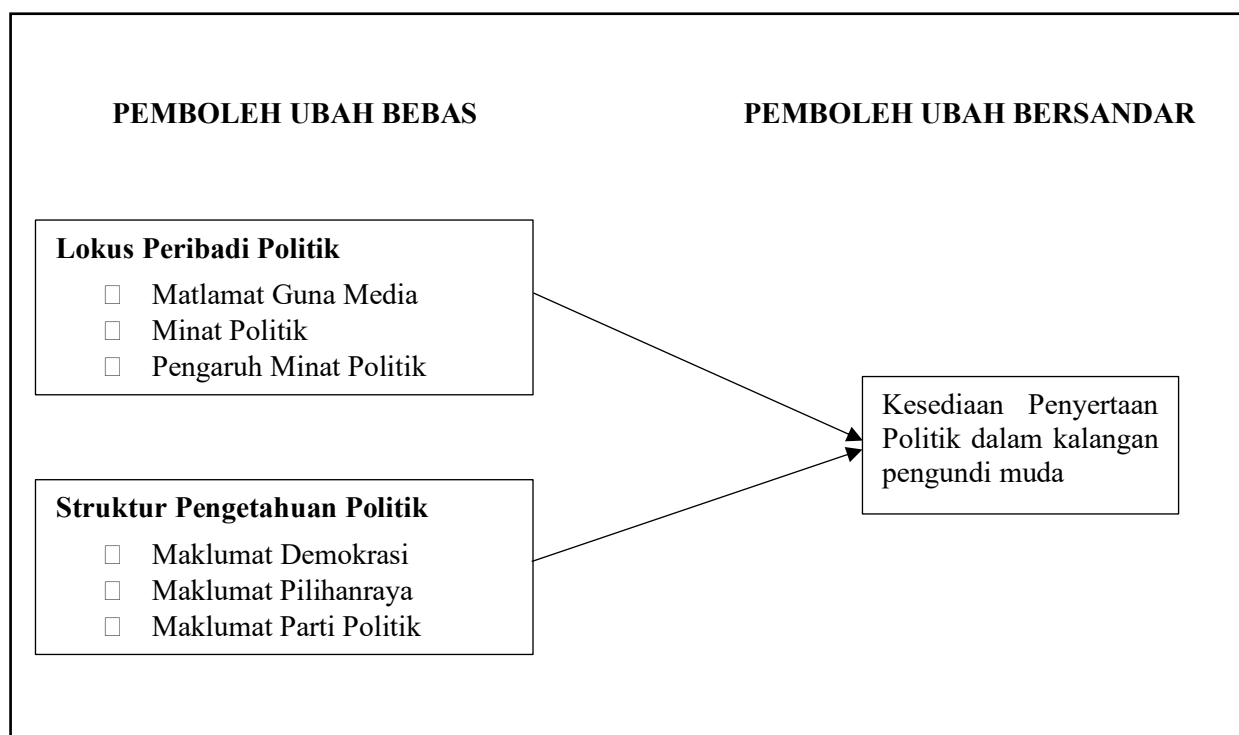 PEMBOLEH UBAH BEBAS
PEMBOLEH UBAH BERSANDAR
Lokus Peribadi Politik
Matlamat Guna Media
Minat Politik
Pengaruh Minat Politik
Kesediaan Penyertaan
Politik dalam kalangan
pengundi muda
Struktur Pengetahuan Politik
Maklumat Demokrasi
Maklumat Pilihanraya
Maklumat Parti Politik